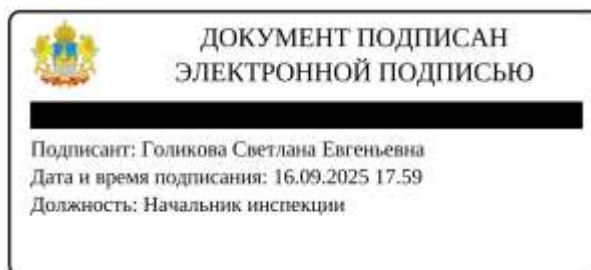 ДОКУМЕНТ ПОДПИСАН
ЭЛЕКТРОННОЙ ПОДПИСЬЮ
Подписант: Голикова Светлана Евгеньевна
Дата и время подписания: 16.09.2025 17.59
Должность: Начальник инспекции